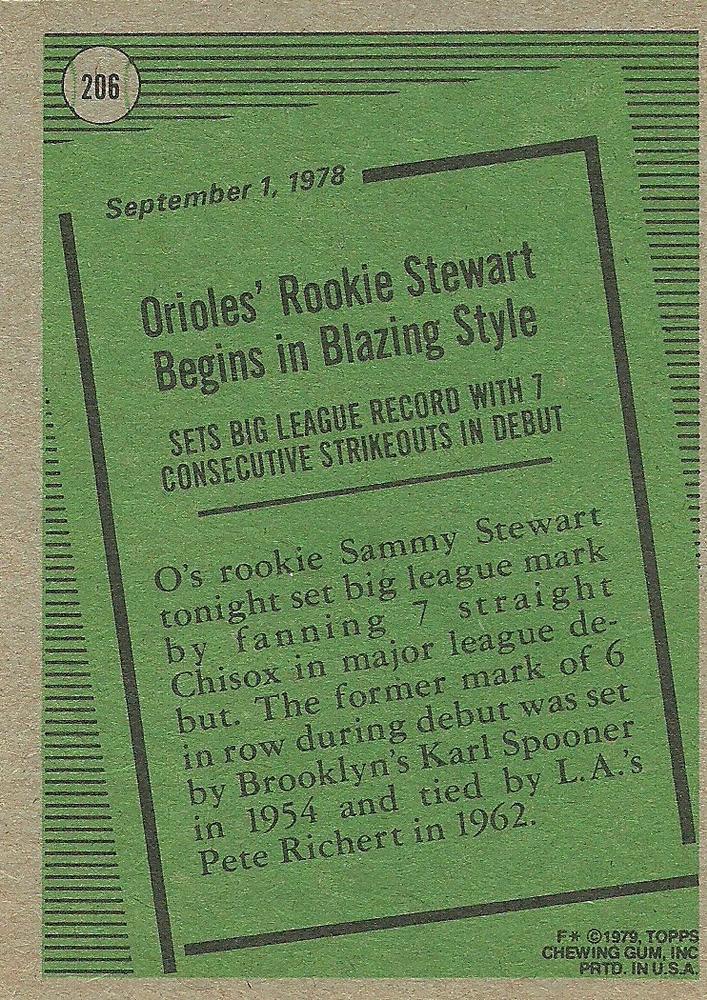 206
September 1, 1978
Orioles' Rookie Stewart
Begins in Blazing Style
SETS BIG LEAGUE RECORD WITH 7
CONSECUTIVE STRIKEOUTS IN DEBUT
O's rookie Sammy Stewart
tonight set big league mark
by fanning 7 straight
Chisox in major league de-
but. The former mark of 6
in row during debut was set
by Brooklyn's Karl Spooner
in 1954 and tied by L.A.'s
Pete Richert in 1962.
F* ©1979, TOPPS
CHEWING GUM, INC
PRTD. IN U.S.A.